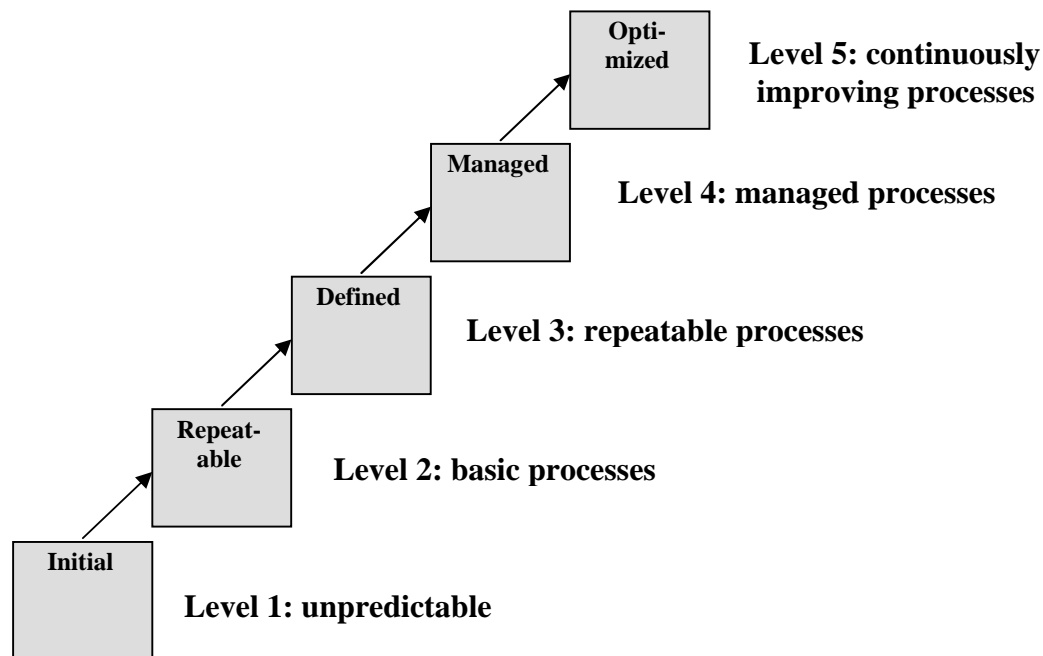 Opti-
mized
Level 5: continuously
improving processes
Managed
Level 4: managed processes
Defined
Level 3: repeatable processes
Repeat-
able
Level 2: basic processes
Initial
Level 1: unpredictable